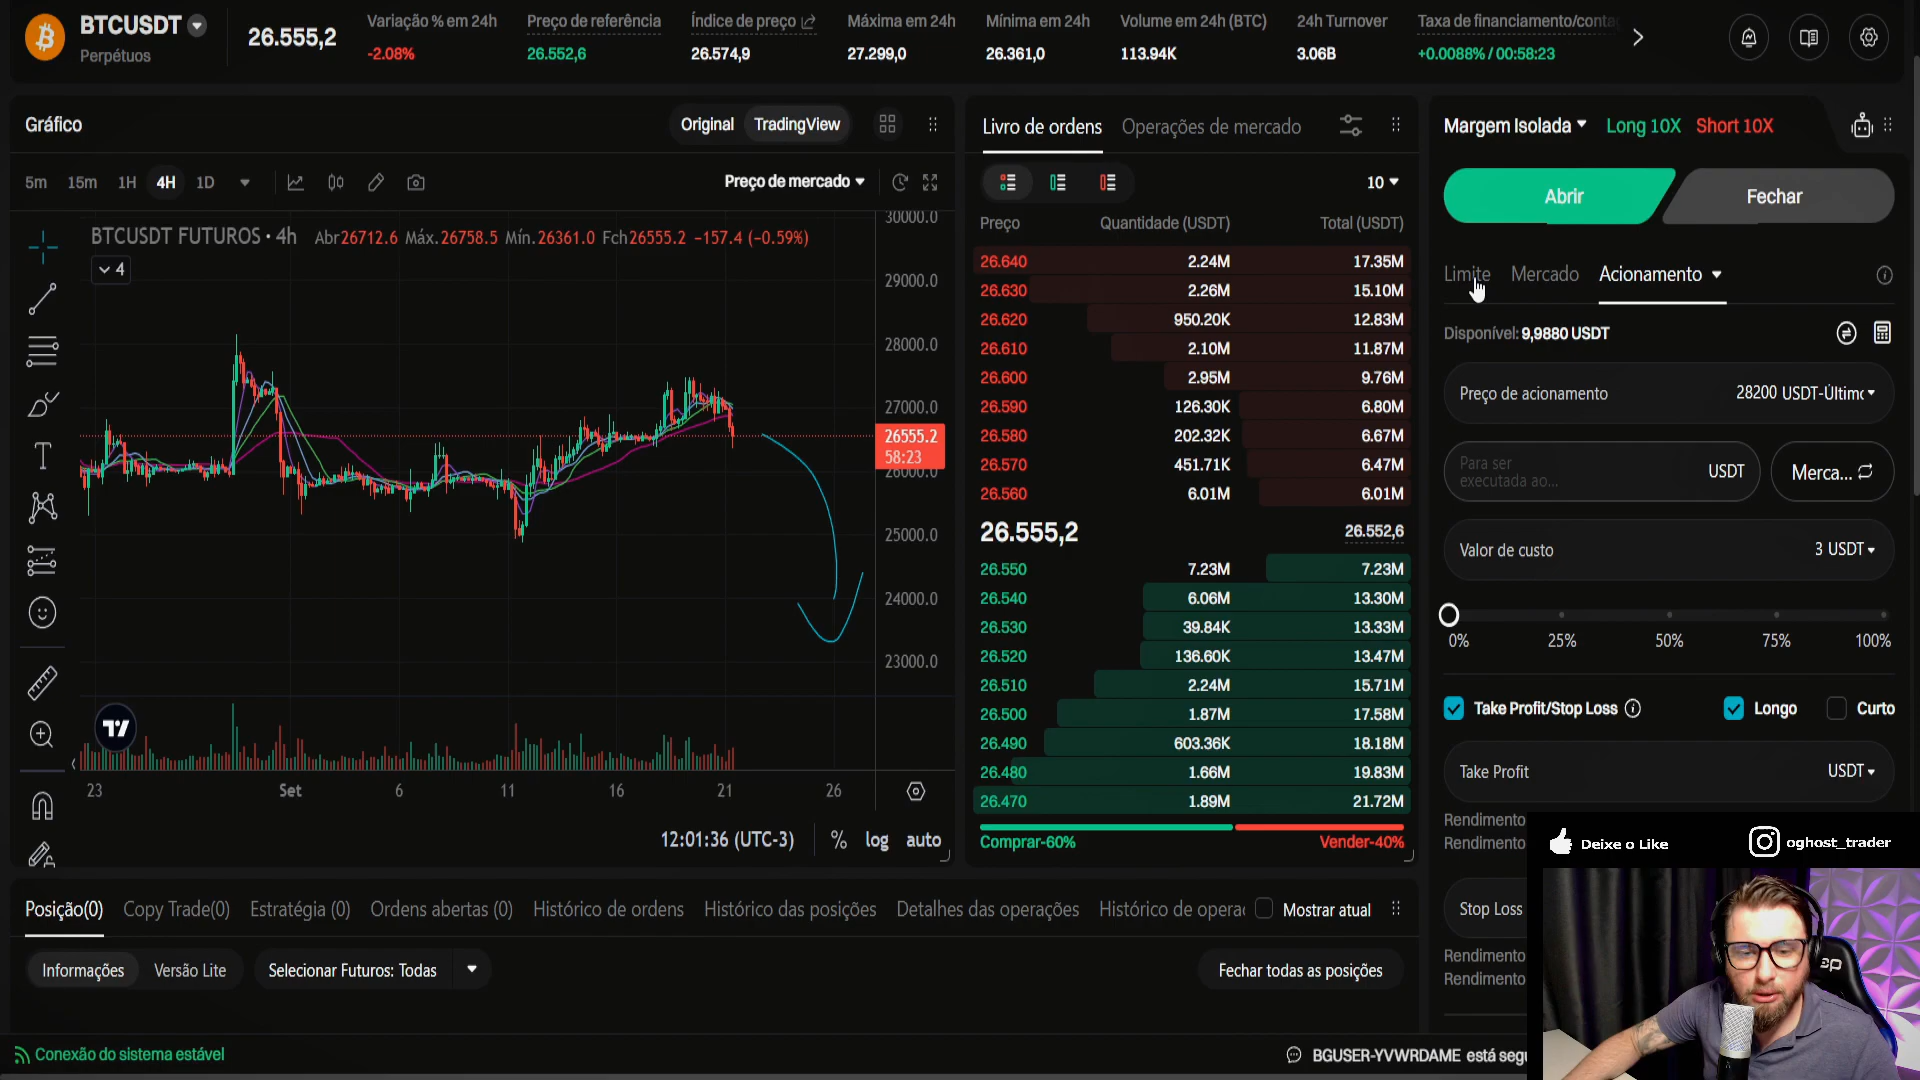 BTCUSDT
Perpétuos
26.555,2
Variação % em 24h
-2.08%
Preço de referência
26.552,6
Índice de preço
26.574,9
Máxima em 24h
27.299,0
Mínima em 24h
26.361,0
Volume em 24h (BTC)
113.94K
24h Turnover
3.06B
Taxa de financiamento/conta
+0.0088% / 00:58:23
Gráfico
Original
TradingView
5m 15m 1H 4H 1D
Preço de mercado
BTCUSDT FUTUROS • 4h Abr26712.6 Máx.26758.5 Mín.26361.0 Fch26555.2 −157.4 (−0.59%)
4
30000.0
29000.0
28000.0
27000.0
26555.2
58:23
26000.0
25000.0
24000.0
23000.0
23 Set 6 11 16 21 26
12:01:36 (UTC-3) % log auto
Livro de ordens
Operações de mercado
10
Preço Quantidade (USDT) Total (USDT)
26.640 2.24M 17.35M
26.630 2.26M 15.10M
26.620 950.20K 12.83M
26.610 2.10M 11.87M
26.600 2.95M 9.76M
26.590 126.30K 6.80M
26.580 202.32K 6.67M
26.570 451.71K 6.47M
26.560 6.01M 6.01M
26.555,2 26.552,6
26.550 7.23M 7.23M
26.540 6.06M 13.30M
26.530 39.84K 13.33M
26.520 136.60K 13.47M
26.510 2.24M 15.71M
26.500 1.87M 17.58M
26.490 603.36K 18.18M
26.480 1.66M 19.83M
26.470 1.89M 21.72M
Comprar-60% Vender-40%
Margem Isolada Long 10X Short 10X
Abrir Fechar
Limite Mercado Acionamento
Disponível: 9,9880 USDT
Preço de acionamento 28200 USDT-Último
Para ser
executada ao... USDT Merca...
Valor de custo 3 USDT
0% 25% 50% 75% 100%
Take Profit/Stop Loss Longo Curto
Take Profit USDT
Rendimento
Rendimento
Stop Loss
Rendimento
Rendimento
Deixe o Like oghost_trader
Posição(0) Copy Trade(0) Estratégia (0) Ordens abertas (0) Histórico de ordens Histórico das posições Detalhes das operações Histórico de operaç Mostrar atual
Informações Versão Lite Selecionar Futuros: Todas Fechar todas as posições
Conexão do sistema estável BGUSER-YVWRDAME está segu